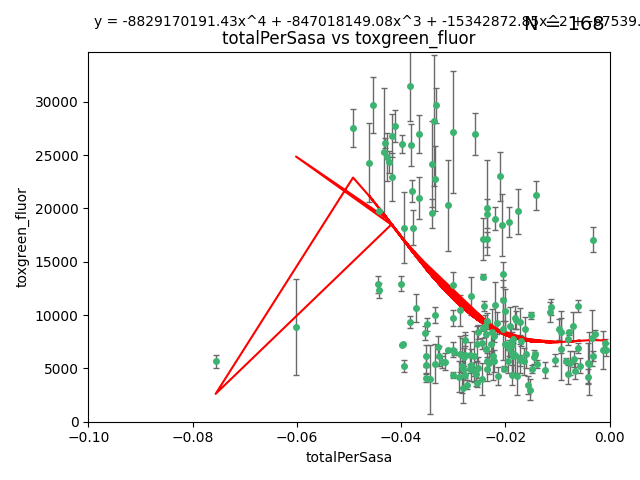 y = -8829170191.43x^4 + -847018149.08x^3 + -15342872.85x^2 +
N = 168
totalPerSasa vs toxgreen_fluor
30000
25000
20000
15000
10000
5000
0
toxgreen_fluor
−0.10 −0.08 −0.06 −0.04 −0.02 0.00
totalPerSasa